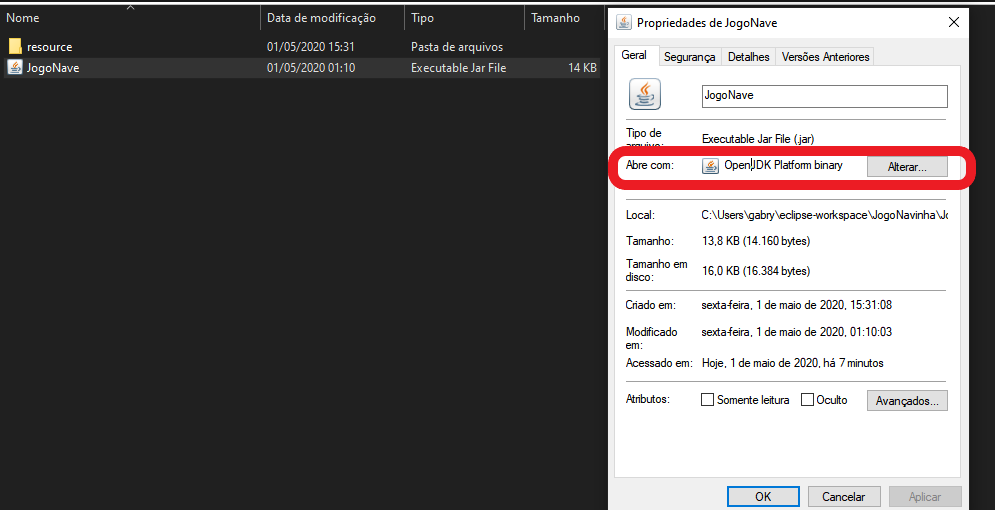 Nome Data de modificação Tipo Tamanho
resource 01/05/2020 15:31 Pasta de arquivos
JogoNave 01/05/2020 01:10 Executable Jar File 14 KB
Propriedades de JogoNave
Geral Segurança Detalhes Versões Anteriores
JogoNave
Tipo de
arquivo: Executable Jar File (.jar)
Abre com: OpenJDK Platform binary Alterar...
Local: C:\Users\gabry\eclipse-workspace\JogoNavinha\Jo
Tamanho: 13,8 KB (14.160 bytes)
Tamanho em
disco: 16,0 KB (16.384 bytes)
Criado em: sexta-feira, 1 de maio de 2020, 15:31:08
Modificado
em: sexta-feira, 1 de maio de 2020, 01:10:03
Acessado em: Hoje, 1 de maio de 2020, há 7 minutos
Atributos: Somente leitura Oculto Avançados...
OK Cancelar Aplicar